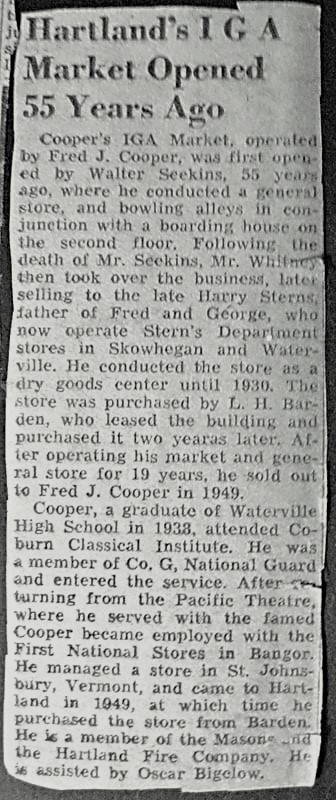 Hartland's I G A
Market Opened
55 Years Ago
Cooper's IGA Market, operated
by Fred J. Cooper, was first open-
ed by Walter Seekins, 55 years
ago, where he conducted a general
store, and bowling alleys in con-
junction with a boarding house on
the second floor. Following the
death of Mr. Seekins, Mr. Whitney
then took over the business, later
selling to the late Harry Sterns,
father of Fred and George, who
now operate Stern's Department
stores in Skowhegan and Water-
ville. He conducted the store as a
dry goods center until 1930. The
store was purchased by L. H. Bar-
den, who leased the building and
purchased it two yearas later. Af-
ter operating his market and gene-
ral store for 19 years, he sold out
to Fred J. Cooper in 1949.
Cooper, a graduate of Waterville
High School in 1938, attended Co-
burn Classical Institute. He was
a member of Co. G, National Guard
and entered the service. After re-
turning from the Pacific Theatre,
where he served with the famed
Cooper became employed with the
First National Stores in Bangor.
He managed a store in St. Johns-
bury, Vermont, and came to Hart-
land in 1949, at which time he
purchased the store from Barden.
He is a member of the Masons and
the Hartland Fire Company. He
is assisted by Oscar Bigelow.